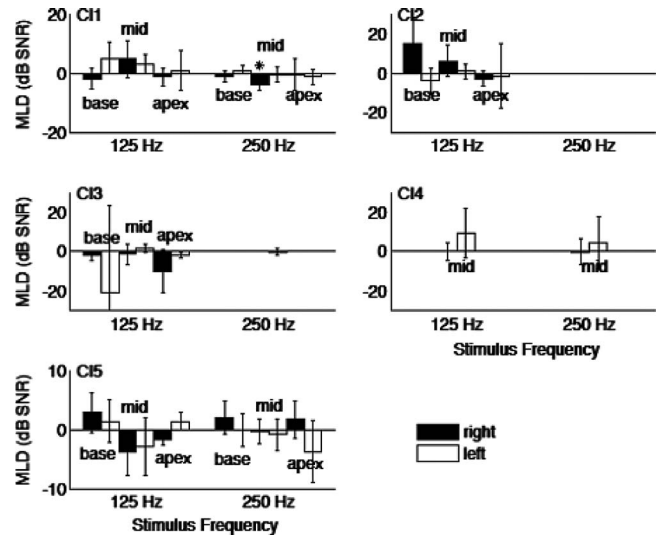 CI1
mid
*
mid
MLD (dB SNR)
20
0
-20
base
apex
base
apex
125 Hz
250 Hz
CI2
mid
20
0
-20
base
apex
125 Hz
250 Hz
CI3
base
mid
apex
MLD (dB SNR)
20
0
-20
125 Hz
250 Hz
CI4
20
0
-20
mid
mid
125 Hz
250 Hz
Stimulus Frequency
CI5
mid
mid
MLD (dB SNR)
10
0
-10
base
apex
base
apex
125 Hz
250 Hz
Stimulus Frequency
right
left